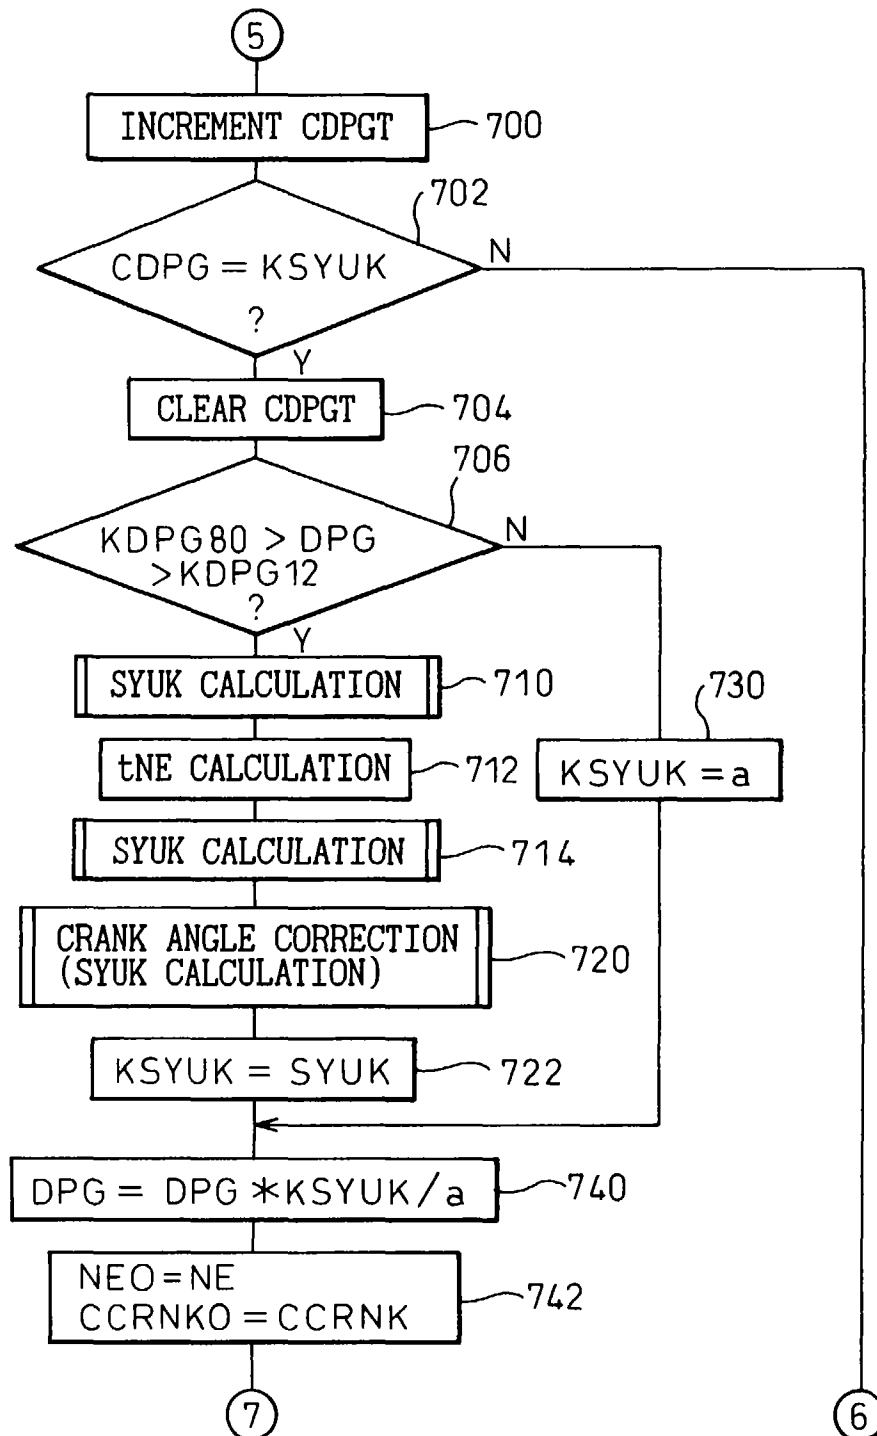 5
INCREMENT CDPGT
700
702
CDPG = KSYUK
?
N
Y
CLEAR CDPGT
704
706
KDPG80 > DPG
>KDPG12
?
N
Y
SYUK CALCULATION
710
730
tNE CALCULATION
712
KSYUK = a
SYUK CALCULATION
714
CRANK ANGLE CORRECTION
(SYUK CALCULATION)
720
KSYUK = SYUK
722
DPG = DPG *KSYUK/a
740
NEO=NE
CCRNKO = CCRNK
742
7
6